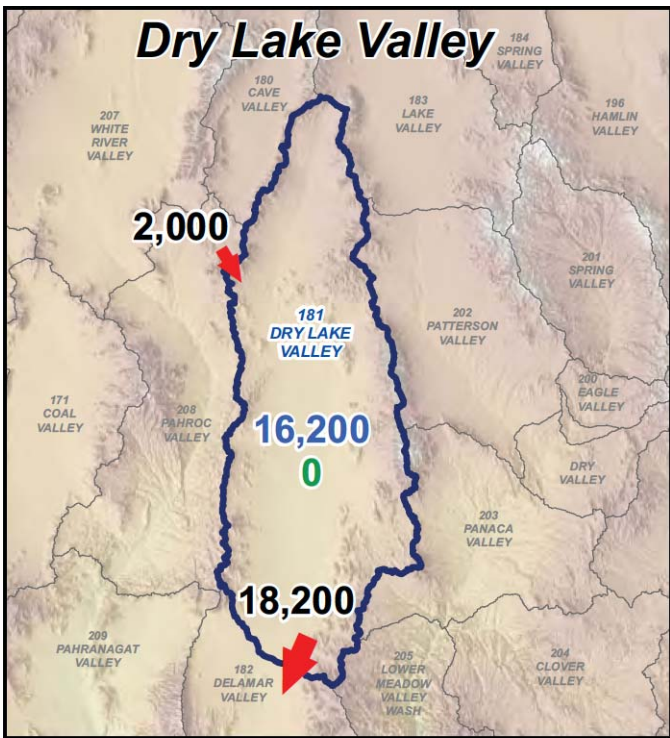 Dry Lake Valley
184
SPRING
VALLEY
180
CAVE
VALLEY
183
LAKE
VALLEY
196
HAMLIN
VALLEY
207
WHITE
RIVER
VALLEY
2,000
201
SPRING
VALLEY
181
DRY LAKE
VALLEY
202
PATTERSON
VALLEY
200
EAGLE
VALLEY
171
COAL
VALLEY
208
PAHROC
VALLEY
16,200
0
DRY
VALLEY
203
PANACA
VALLEY
18,200
209
PAHRANAGAT
VALLEY
182
DELAMAR
VALLEY
205
LOWER
MEADOW
VALLEY
WASH
204
CLOVER
VALLEY